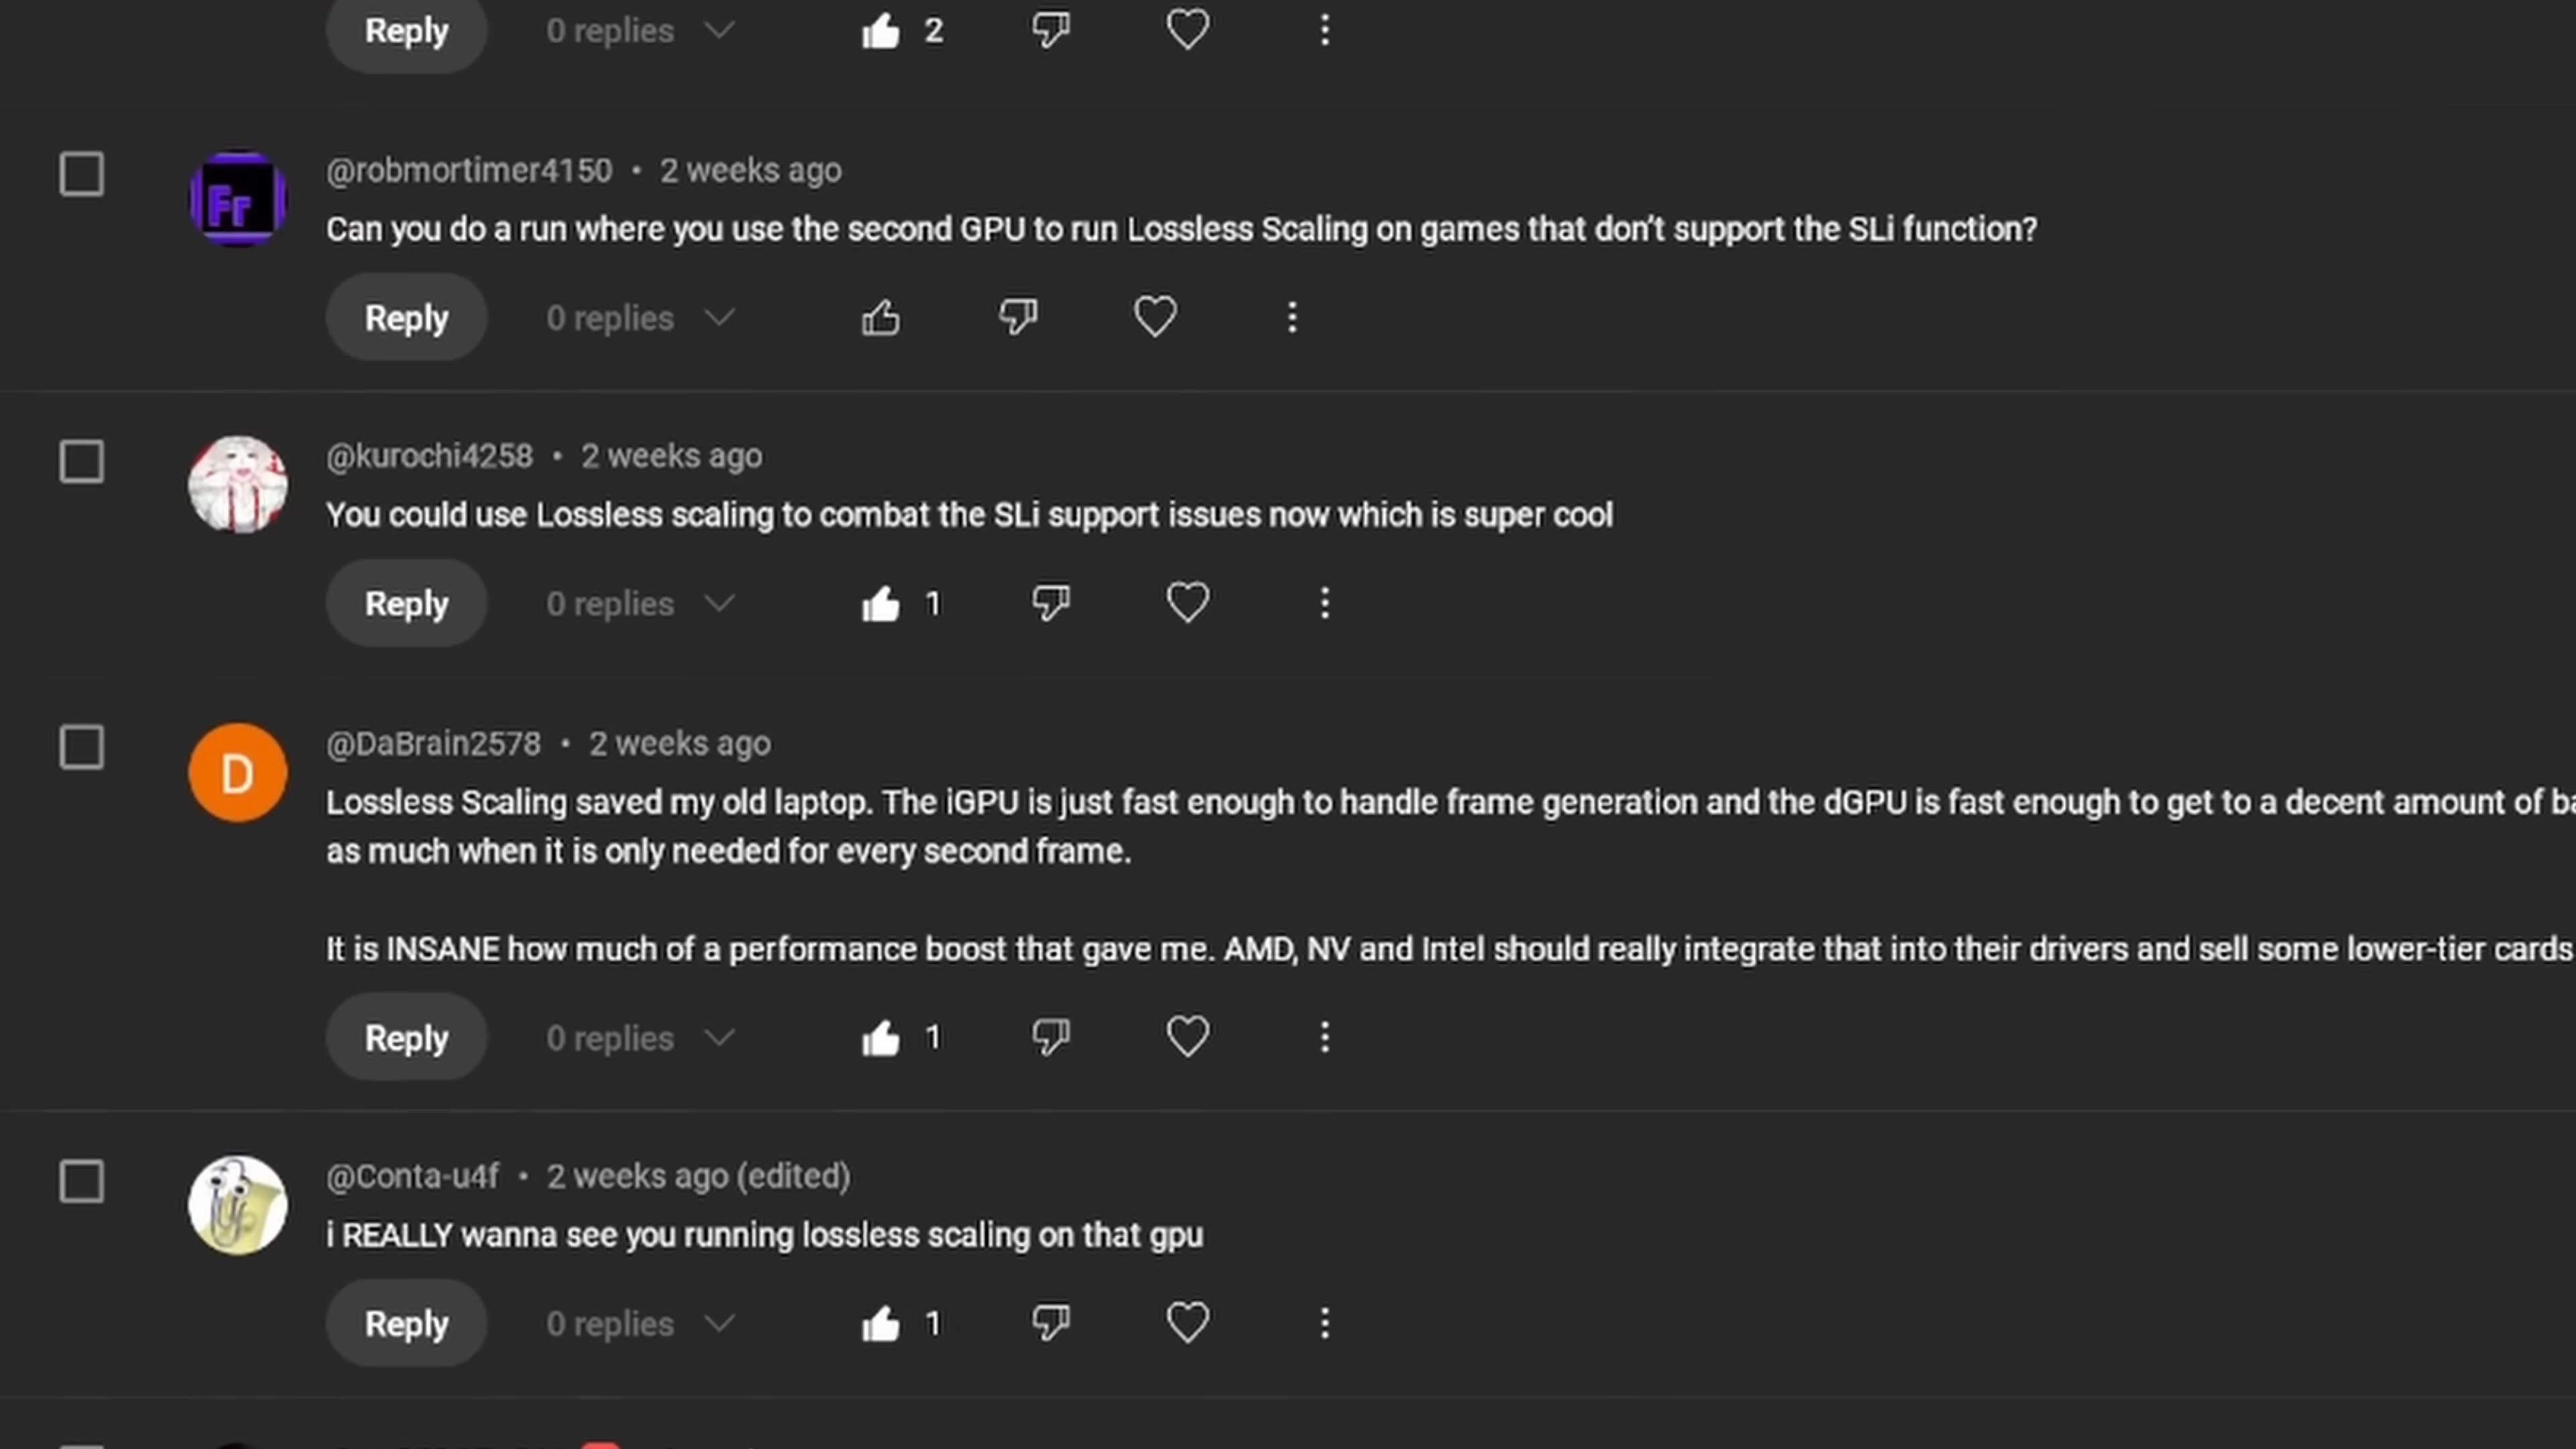 Reply 0 replies 2
@robmortimer4150 • 2 weeks ago
Fr
Can you do a run where you use the second GPU to run Lossless Scaling on games that don't support the SLi function?
Reply 0 replies
@kurochi4258 • 2 weeks ago
You could use Lossless scaling to combat the SLi support issues now which is super cool
Reply 0 replies 1
@DaBrain2578 • 2 weeks ago
D
Lossless Scaling saved my old laptop. The iGPU is just fast enough to handle frame generation and the dGPU is fast enough to get to a decent amount of
as much when it is only needed for every second frame.
It is INSANE how much of a performance boost that gave me. AMD, NV and Intel should really integrate that into their drivers and sell some lower-tier cards
Reply 0 replies 1
@Conta-u4f • 2 weeks ago (edited)
i REALLY wanna see you running lossless scaling on that gpu
Reply 0 replies 1